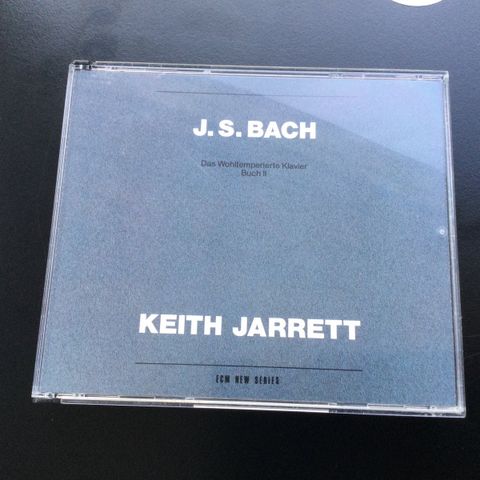 J. S. BACH
Das Wohltemperierte Klavier
Buch II
KEITH JARRETT
ECM NEW SERIES